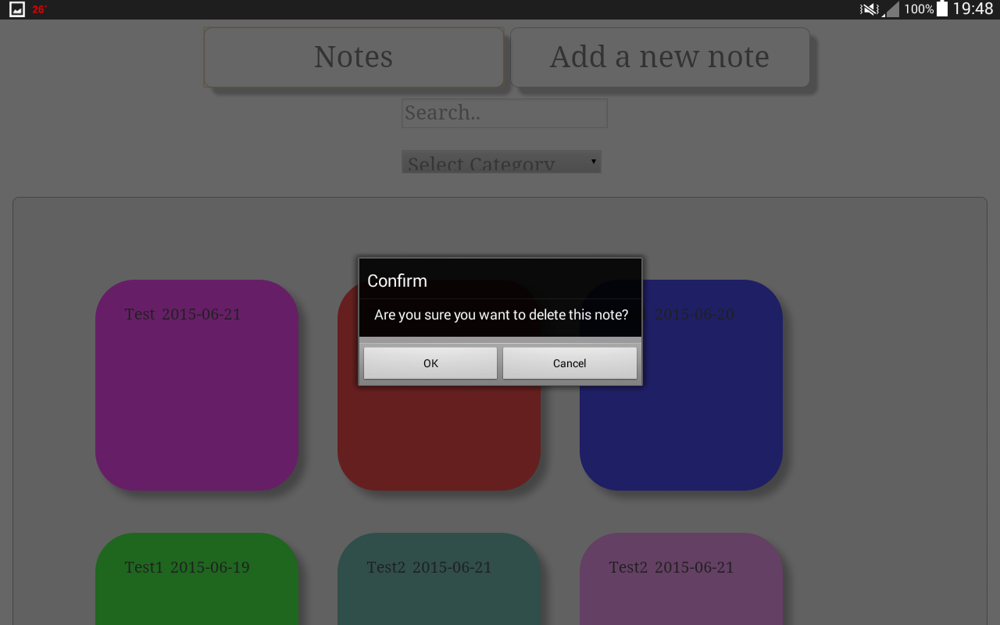 26°
100% 19:48
Notes
Add a new note
Search..
Select Category
Confirm
Are you sure you want to delete this note?
OK
Cancel
Test 2015-06-21
2015-06-20
Test1 2015-06-19
Test2 2015-06-21
Test2 2015-06-21